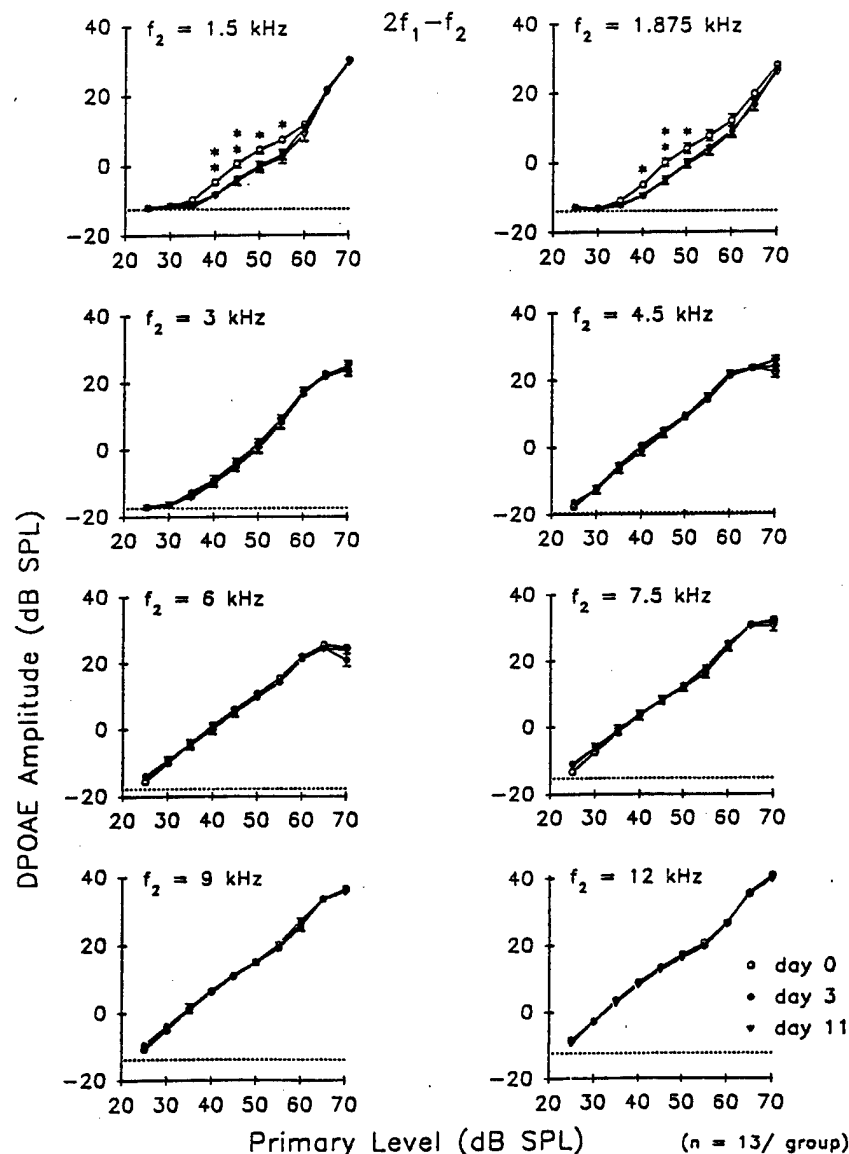 2f₁−f₂
f₂ = 1.5 kHz
40
20
0
−20
20 30 40 50 60 70
* * * *
* *
f₂ = 1.875 kHz
40
20
0
−20
20 30 40 50 60 70
* * *
*
f₂ = 3 kHz
40
20
0
−20
20 30 40 50 60 70
f₂ = 4.5 kHz
40
20
0
−20
20 30 40 50 60 70
f₂ = 6 kHz
40
20
0
−20
20 30 40 50 60 70
f₂ = 7.5 kHz
40
20
0
−20
20 30 40 50 60 70
f₂ = 9 kHz
40
20
0
−20
20 30 40 50 60 70
f₂ = 12 kHz
40
20
0
−20
20 30 40 50 60 70
day 0
day 3
day 11
DPOAE Amplitude (dB SPL)
Primary Level (dB SPL)
(n = 13/ group)